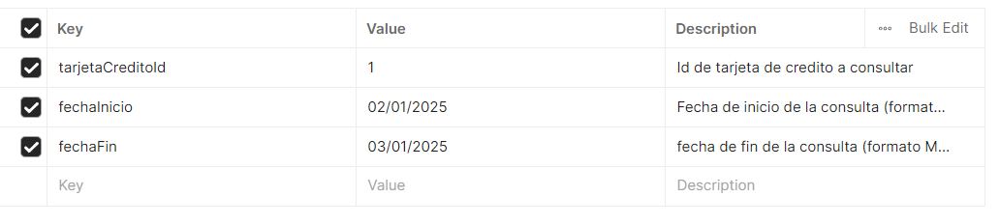 Key Value Description ••• Bulk Edit
tarjetaCreditoId 1 Id de tarjeta de credito a consultar
fechaInicio 02/01/2025 Fecha de inicio de la consulta (format...
fechaFin 03/01/2025 fecha de fin de la consulta (formato M...
Key Value Description